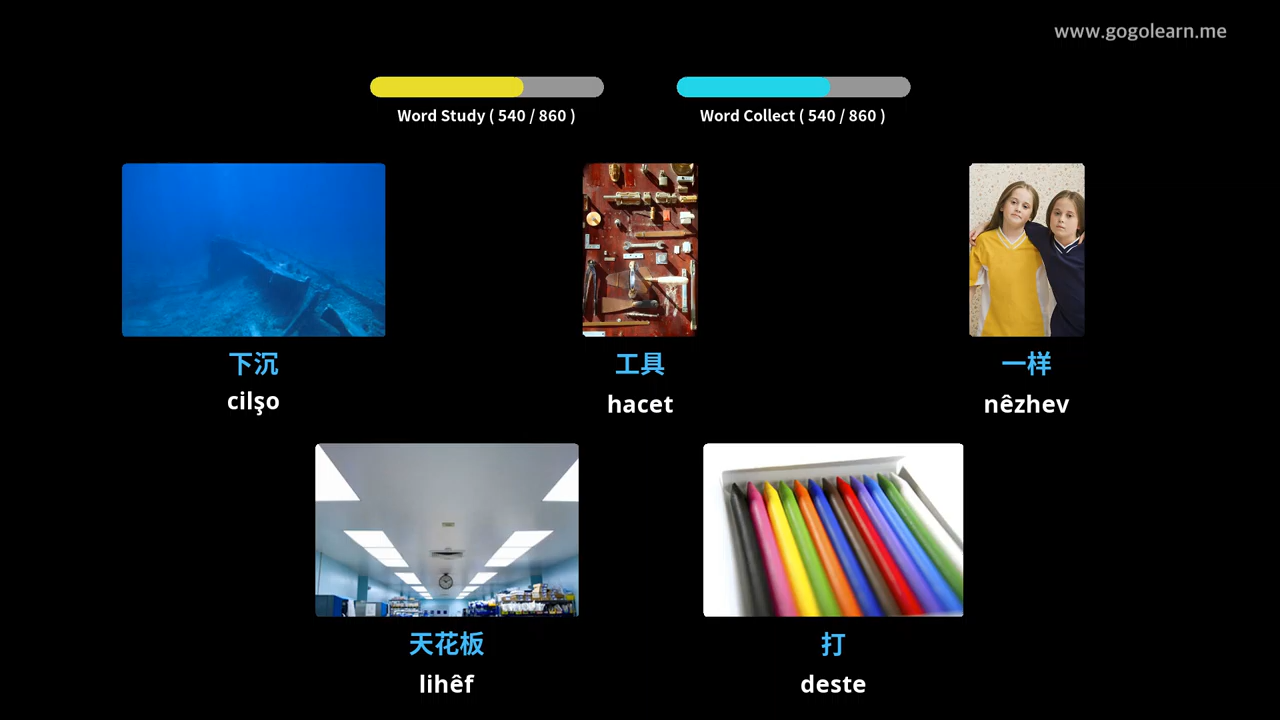 www.gogolearn.me
Word Study ( 540 / 860 )
Word Collect ( 540 / 860 )
下沉
cilşo
工具
hacet
一样
nêzhev
天花板
lihêf
打
deste